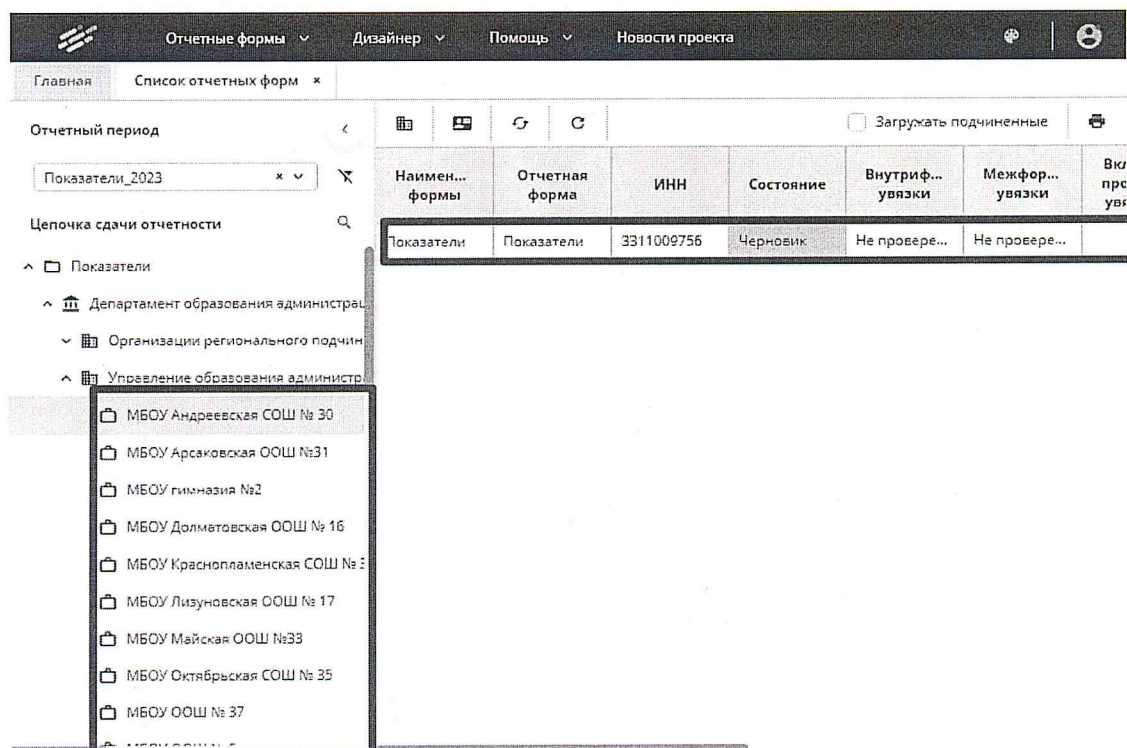 Отчетные формы Дизайнер Помощь Новости проекта
Главная Список отчетных форм ×
Отчетный период
Загружать подчиненные
Показатели_2023 ×
Наимен... формы
Отчетная форма
ИНН
Состояние
Внутриф... увязки
Межфор... увязки
Вкл
про
увя
Цепочка сдачи отчетности
Показатели Показатели 3311009756 Черновик Не провере... Не провере...
Показатели
Департамент образования администрац
Организации регионального подчин
Управление образования администр
МБОУ Андреевская СОШ № 30
МБОУ Арсаковская ООШ №31
МБОУ гимназия №2
МБОУ Долматовская ООШ № 16
МБОУ Краснопламенская СОШ №
МБОУ Лизуновская ООШ № 17
МБОУ Майская ООШ №33
МБОУ Октябрьская СОШ № 35
МБОУ ООШ № 37